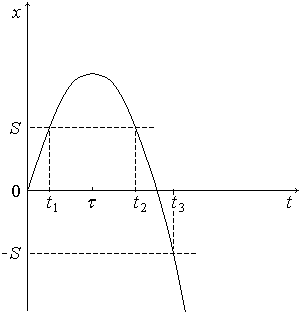 x
S
0
t₁ τ t₂ t₃ t
-S